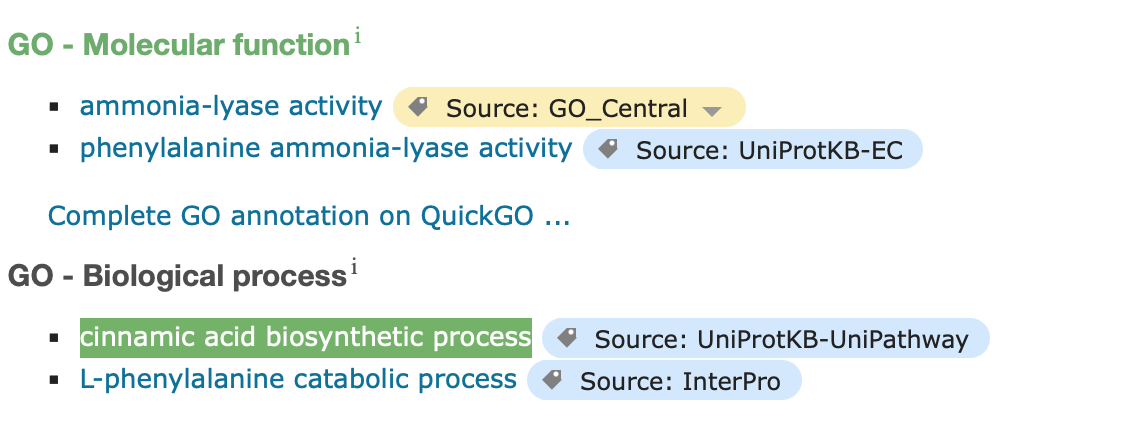 GO - Molecular function i
▪ ammonia-lyase activity Source: GO_Central
▪ phenylalanine ammonia-lyase activity Source: UniProtKB-EC
Complete GO annotation on QuickGO ...
GO - Biological process i
▪ cinnamic acid biosynthetic process Source: UniProtKB-UniPathway
▪ L-phenylalanine catabolic process Source: InterPro